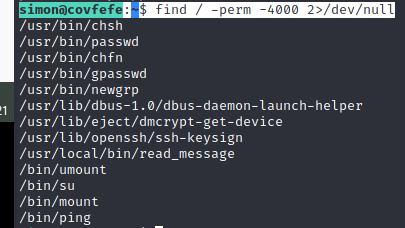 simon@covfefe:~$ find / -perm -4000 2>/dev/null
/usr/bin/chsh
/usr/bin/passwd
/usr/bin/chfn
/usr/bin/gpasswd
/usr/bin/newgrp
/usr/lib/dbus-1.0/dbus-daemon-launch-helper
/usr/lib/eject/dmcrypt-get-device
/usr/lib/openssh/ssh-keysign
/usr/local/bin/read_message
/bin/umount
/bin/su
/bin/mount
/bin/ping
21